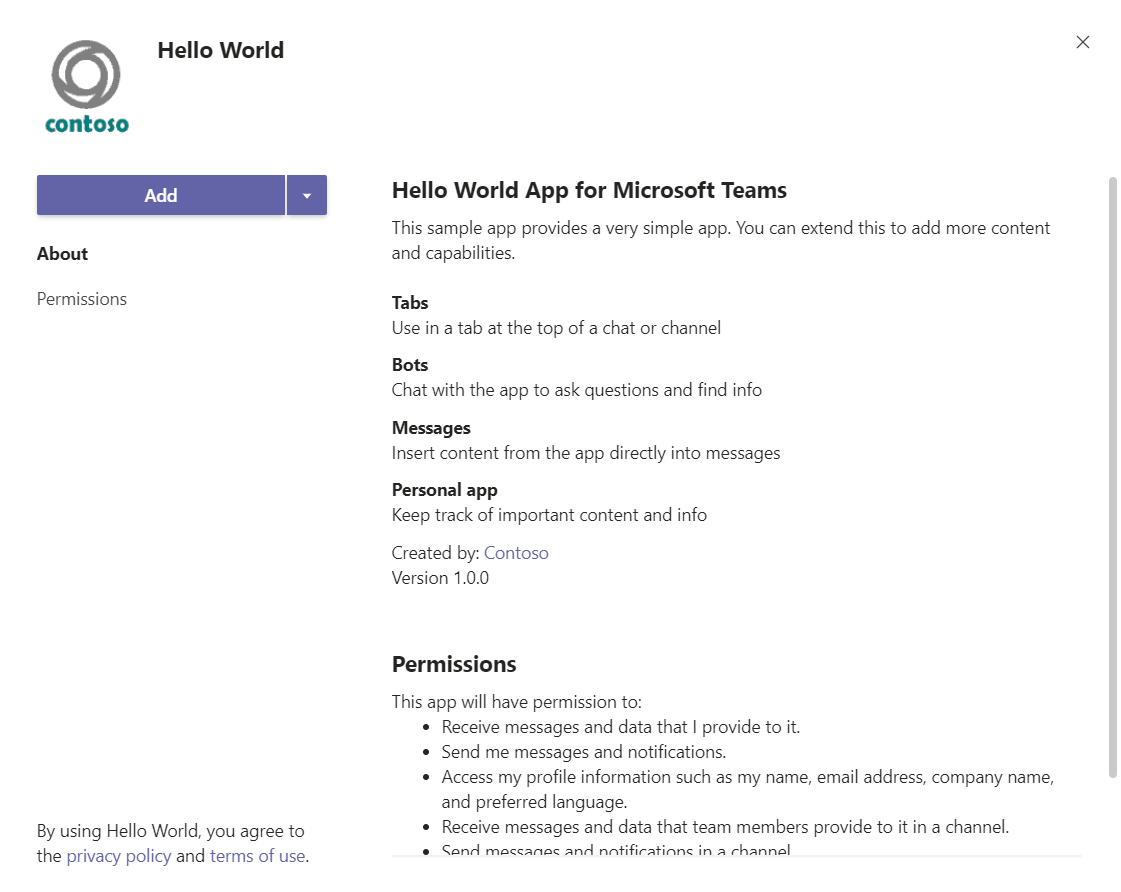 Hello World
contoso
Add
About
Permissions
By using Hello World, you agree to
the privacy policy and terms of use.
Hello World App for Microsoft Teams
This sample app provides a very simple app. You can extend this to add more content
and capabilities.
Tabs
Use in a tab at the top of a chat or channel
Bots
Chat with the app to ask questions and find info
Messages
Insert content from the app directly into messages
Personal app
Keep track of important content and info
Created by: Contoso
Version 1.0.0
Permissions
This app will have permission to:
• Receive messages and data that I provide to it.
• Send me messages and notifications.
• Access my profile information such as my name, email address, company name,
and preferred language.
• Receive messages and data that team members provide to it in a channel.
• Send messages and notifications in a channel